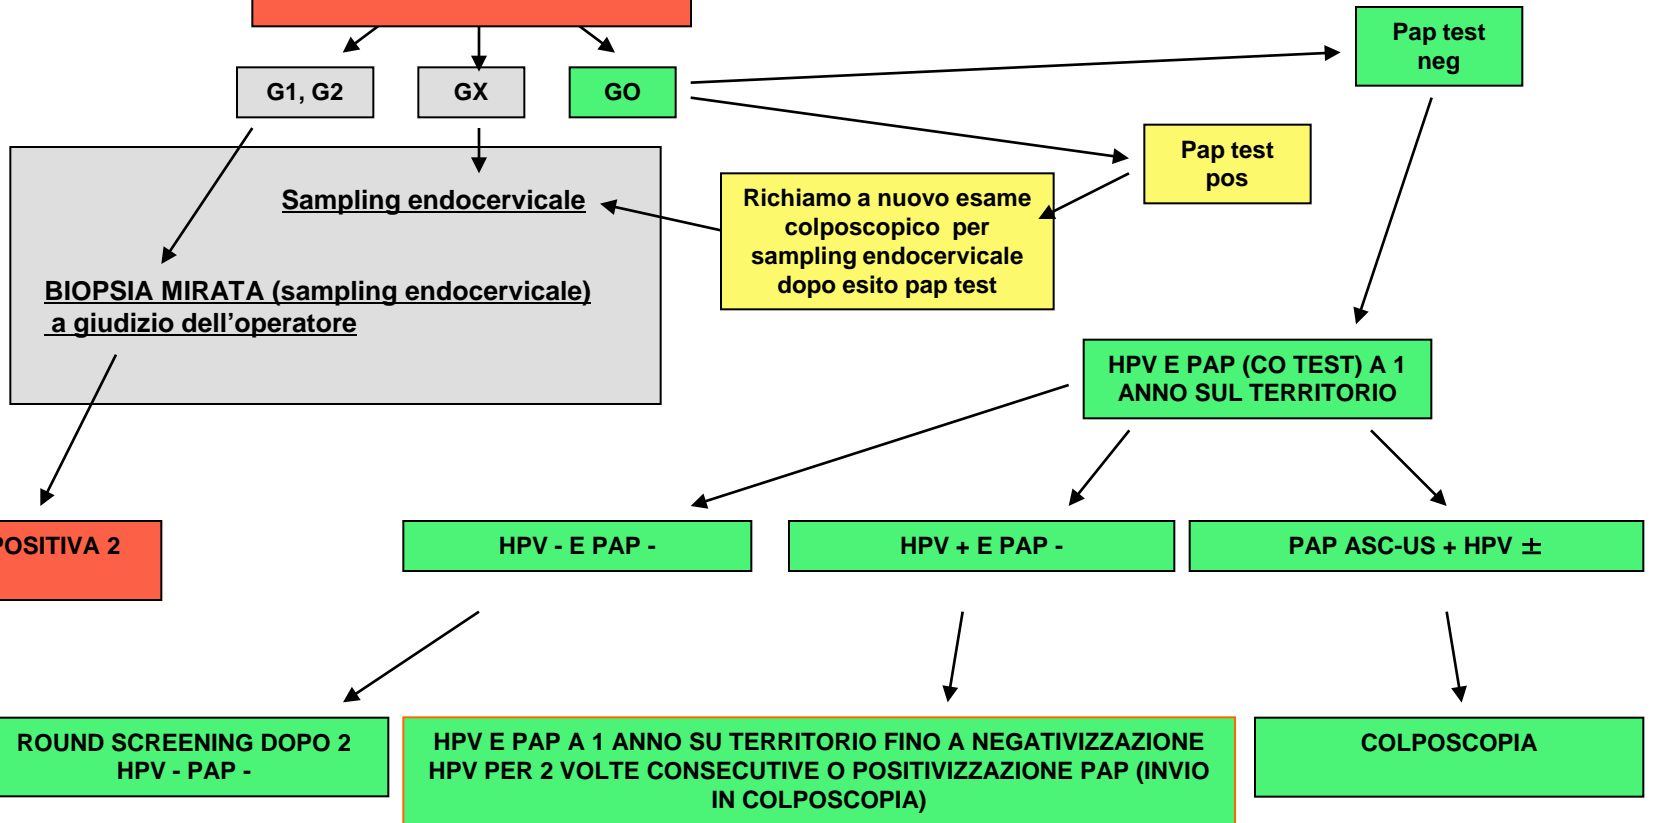 Pap test
neg
G1, G2
GX
GO
Pap test
pos
Sampling endocervicale
Richiamo a nuovo esame
colposcopico per
sampling endocervicale
dopo esito pap test
BIOPSIA MIRATA (sampling endocervicale)
a giudizio dell'operatore
HPV E PAP (CO TEST) A 1
ANNO SUL TERRITORIO
POSITIVA 2
HPV - E PAP -
HPV + E PAP -
PAP ASC-US + HPV ±
ROUND SCREENING DOPO 2
HPV - PAP -
HPV E PAP A 1 ANNO SU TERRITORIO FINO A NEGATIVIZZAZIONE
HPV PER 2 VOLTE CONSECUTIVE O POSITIVIZZAZIONE PAP (INVIO
IN COLPOSCOPIA)
COLPOSCOPIA